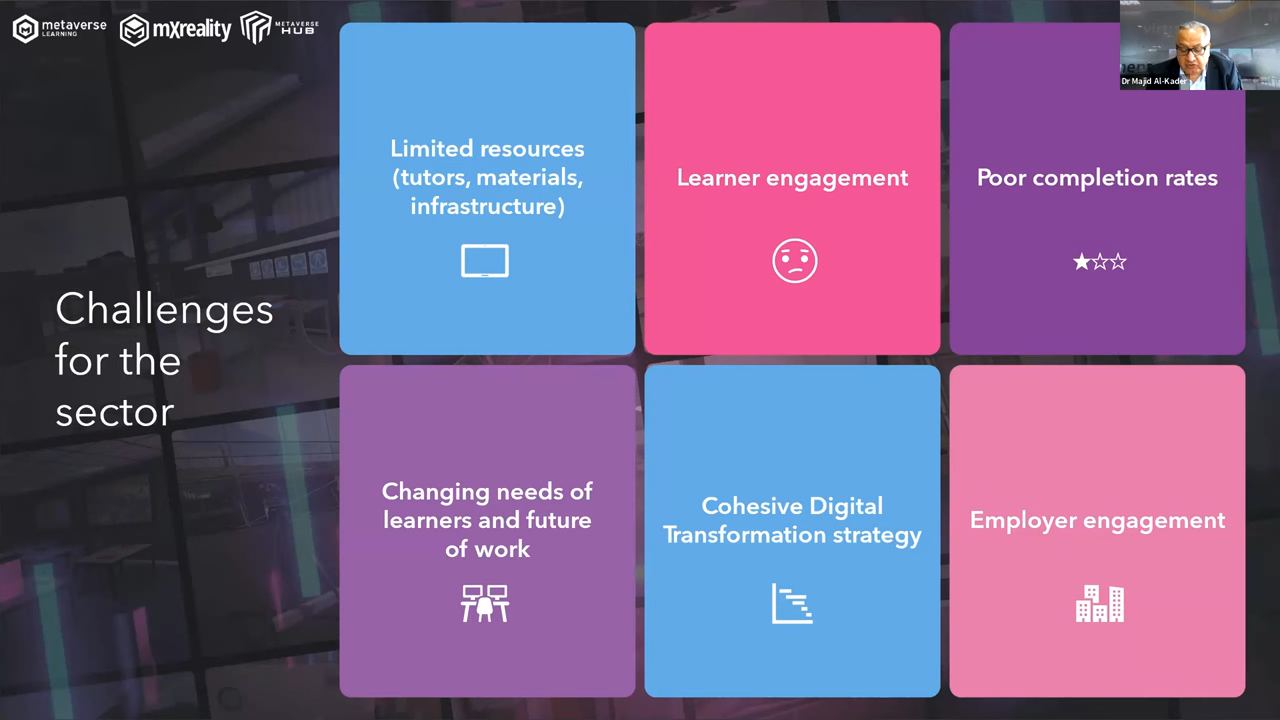 metaverse
LEARNING
mXreality
METAVERSE
HUB
Dr Majid Al-Kader
Challenges
for the
sector
Limited resources
(tutors, materials,
infrastructure)
Learner engagement
Poor completion rates
Changing needs of
learners and future
of work
Cohesive Digital
Transformation strategy
Employer engagement